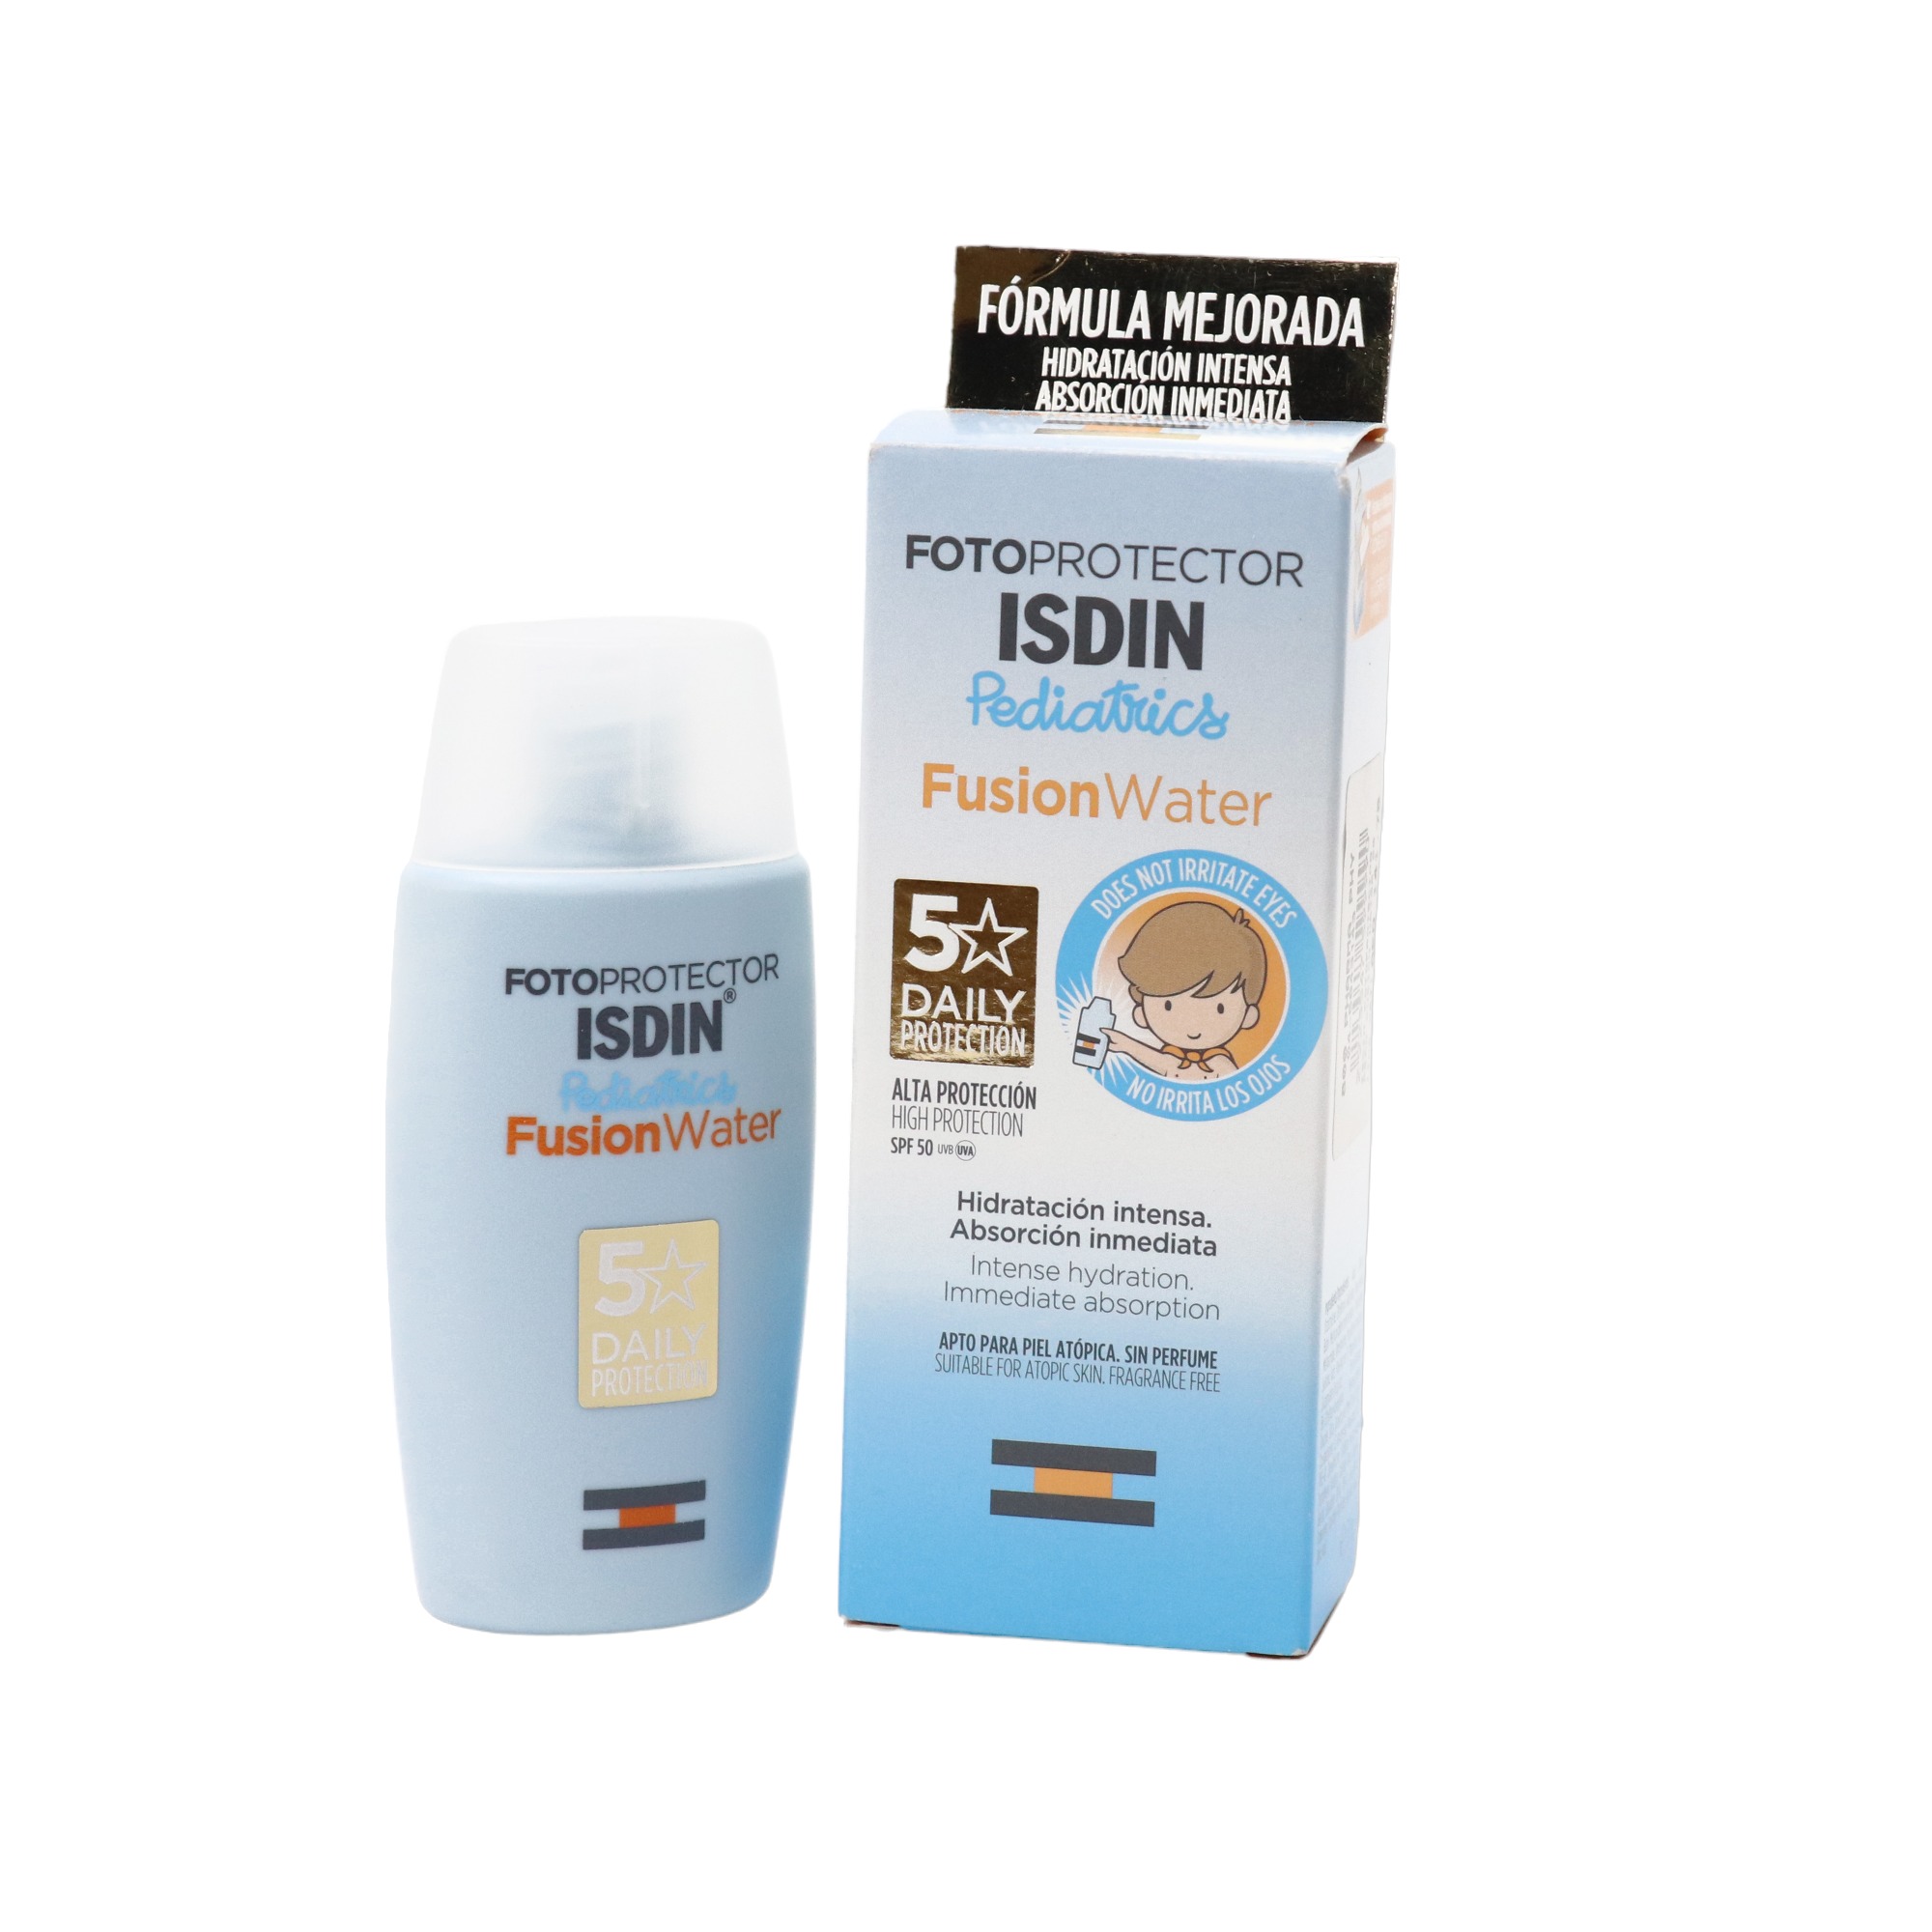 FÓRMULA MEJORADA
HIDRATACIÓN INTENSA
ABSORCIÓN INMEDIATA
FOTOPROTECTOR
ISDIN
Pediatrics
FusionWater
5☆
DAILY
PROTECTION
DOES NOT IRRITATE EYES
NO IRRITA LOS OJOS
ALTA PROTECCIÓN
HIGH PROTECTION
SPF 50 UVB UVA
Hidratación intensa.
Absorción inmediata
Intense hydration.
Immediate absorption
APTO PARA PIEL ATÓPICA. SIN PERFUME
SUITABLE FOR ATOPIC SKIN. FRAGRANCE FREE
FOTOPROTECTOR
ISDIN®
Pediatrics
FusionWater
5☆
DAILY
PROTECTION